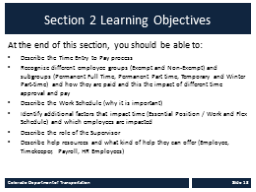 Section 2 Learning Objectives
At the end of this section, you should be able to:
• Describe the Time Entry to Pay process
• Recognize different employee groups (Exempt and Non-Exempt) and
subgroups (Permanent Full Time, Permanent Part time, Temporary and Winter
Part-time) and how they are paid and this the impact of different time
approval and pay
• Describe the Work Schedule (why it is important)
• Identify additional factors that impact time (Essential Position / Work and Flex
Schedule) and which employees are impacted
• Describe the role of the Supervisor
• Describe help resources and what kind of help they can offer (Employee,
Timekeeper, Payroll, HR Employees)
Colorado Department of Transportation
Slide 18